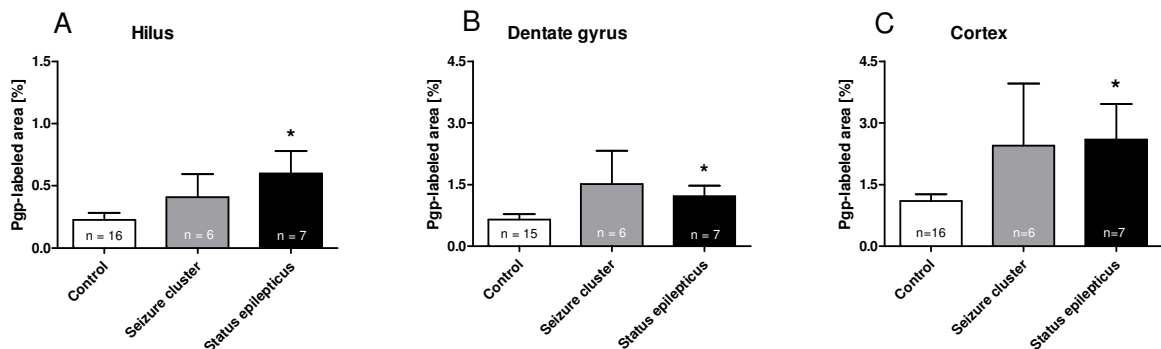 A
Hilus
Pgp-labeled area [%]
1.5
1.0
0.5
0.0
*
n = 16
n = 6
n = 7
Control
Seizure cluster
Status epilepticus
B
Dentate gyrus
Pgp-labeled area [%]
4.5
3.0
1.5
0.0
*
n = 15
n = 6
n = 7
Control
Seizure cluster
Status epilepticus
C
Cortex
Pgp-labeled area [%]
4.5
3.0
1.5
0.0
*
n=16
n=6
n=7
Control
Seizure cluster
Status epilepticus